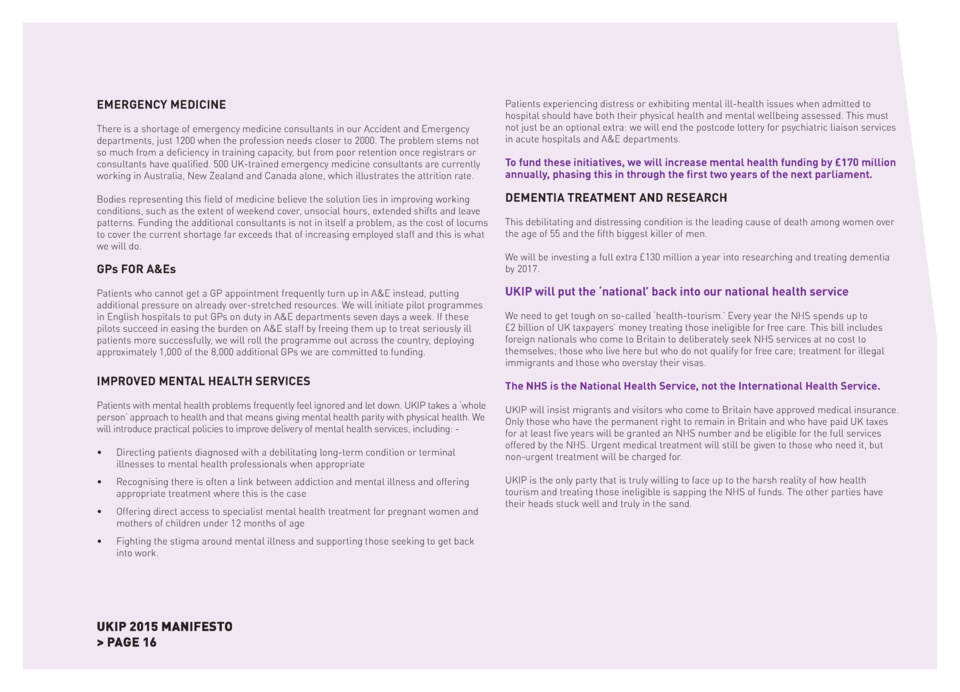 EMERGENCY MEDICINE
There is a shortage of emergency medicine consultants in our Accident and Emergency
departments, just 1200 when the profession needs closer to 2000. The problem stems not
so much from a deficiency in training capacity, but from poor retention once registrars or
consultants have qualified. 500 UK-trained emergency medicine consultants are currently
working in Australia, New Zealand and Canada alone, which illustrates the attrition rate.
Bodies representing this field of medicine believe the solution lies in improving working
conditions, such as the extent of weekend cover, unsocial hours, extended shifts and leave
patterns. Funding the additional consultants is not in itself a problem, as the cost of locums
to cover the current shortage far exceeds that of increasing employed staff and this is what
we will do.
GPs FOR A&Es
Patients who cannot get a GP appointment frequently turn up in A&E instead, putting
additional pressure on already over-stretched resources. We will initiate pilot programmes
in English hospitals to put GPs on duty in A&E departments seven days a week. If these
pilots succeed in easing the burden on A&E staff by freeing them up to treat seriously ill
patients more successfully, we will roll the programme out across the country, deploying
approximately 1,000 of the 8,000 additional GPs we are committed to funding.
IMPROVED MENTAL HEALTH SERVICES
Patients with mental health problems frequently feel ignored and let down. UKIP takes a 'whole
person' approach to health and that means giving mental health parity with physical health. We
will introduce practical policies to improve delivery of mental health services, including: -
• Directing patients diagnosed with a debilitating long-term condition or terminal
illnesses to mental health professionals when appropriate
• Recognising there is often a link between addiction and mental illness and offering
appropriate treatment where this is the case
• Offering direct access to specialist mental health treatment for pregnant women and
mothers of children under 12 months of age
• Fighting the stigma around mental illness and supporting those seeking to get back
into work.
Patients experiencing distress or exhibiting mental ill-health issues when admitted to
hospital should have both their physical health and mental wellbeing assessed. This must
not just be an optional extra: we will end the postcode lottery for psychiatric liaison services
in acute hospitals and A&E departments.
To fund these initiatives, we will increase mental health funding by £170 million
annually, phasing this in through the first two years of the next parliament.
DEMENTIA TREATMENT AND RESEARCH
This debilitating and distressing condition is the leading cause of death among women over
the age of 55 and the fifth biggest killer of men.
We will be investing a full extra £130 million a year into researching and treating dementia
by 2017.
UKIP will put the 'national' back into our national health service
We need to get tough on so-called 'health-tourism.' Every year the NHS spends up to
£2 billion of UK taxpayers' money treating those ineligible for free care. This bill includes
foreign nationals who come to Britain to deliberately seek NHS services at no cost to
themselves; those who live here but who do not qualify for free care; treatment for illegal
immigrants and those who overstay their visas.
The NHS is the National Health Service, not the International Health Service.
UKIP will insist migrants and visitors who come to Britain have approved medical insurance.
Only those who have the permanent right to remain in Britain and who have paid UK taxes
for at least five years will be granted an NHS number and be eligible for the full services
offered by the NHS. Urgent medical treatment will still be given to those who need it, but
non-urgent treatment will be charged for.
UKIP is the only party that is truly willing to face up to the harsh reality of how health
tourism and treating those ineligible is sapping the NHS of funds. The other parties have
their heads stuck well and truly in the sand.
UKIP 2015 MANIFESTO
> PAGE 16